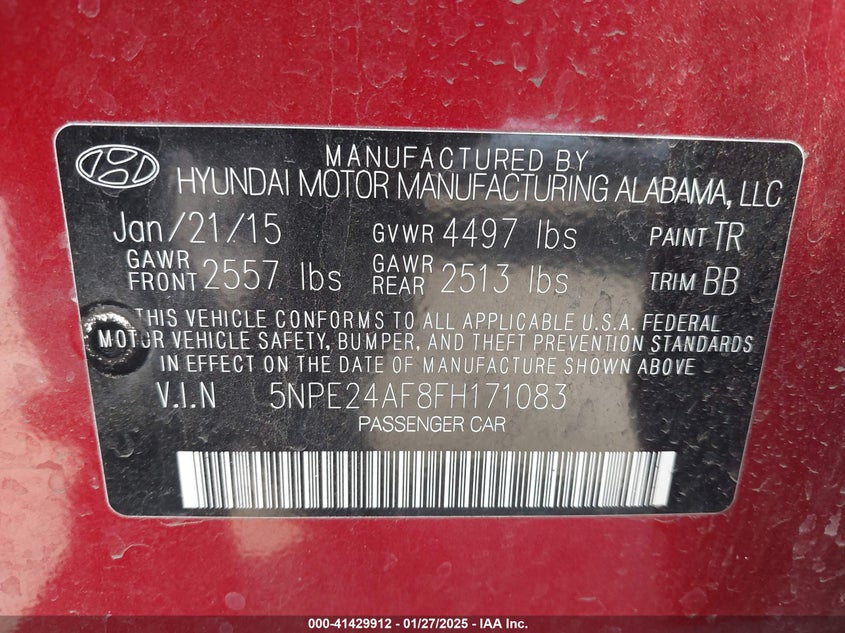 MANUFACTURED BY
HYUNDAI MOTOR MANUFACTURING ALABAMA, LLC
Jan/21/15 GVWR 4497 lbs PAINT TR
GAWR FRONT 2557 lbs GAWR REAR 2513 lbs TRIM BB
THIS VEHICLE CONFORMS TO ALL APPLICABLE U.S.A. FEDERAL
MOTOR VEHICLE SAFETY, BUMPER, AND THEFT PREVENTION STANDARDS
IN EFFECT ON THE DATE OF MANUFACTURE SHOWN ABOVE
V.I.N 5NPE24AF8FH171083
PASSENGER CAR
000-41429912 - 01/27/2025 - IAA Inc.